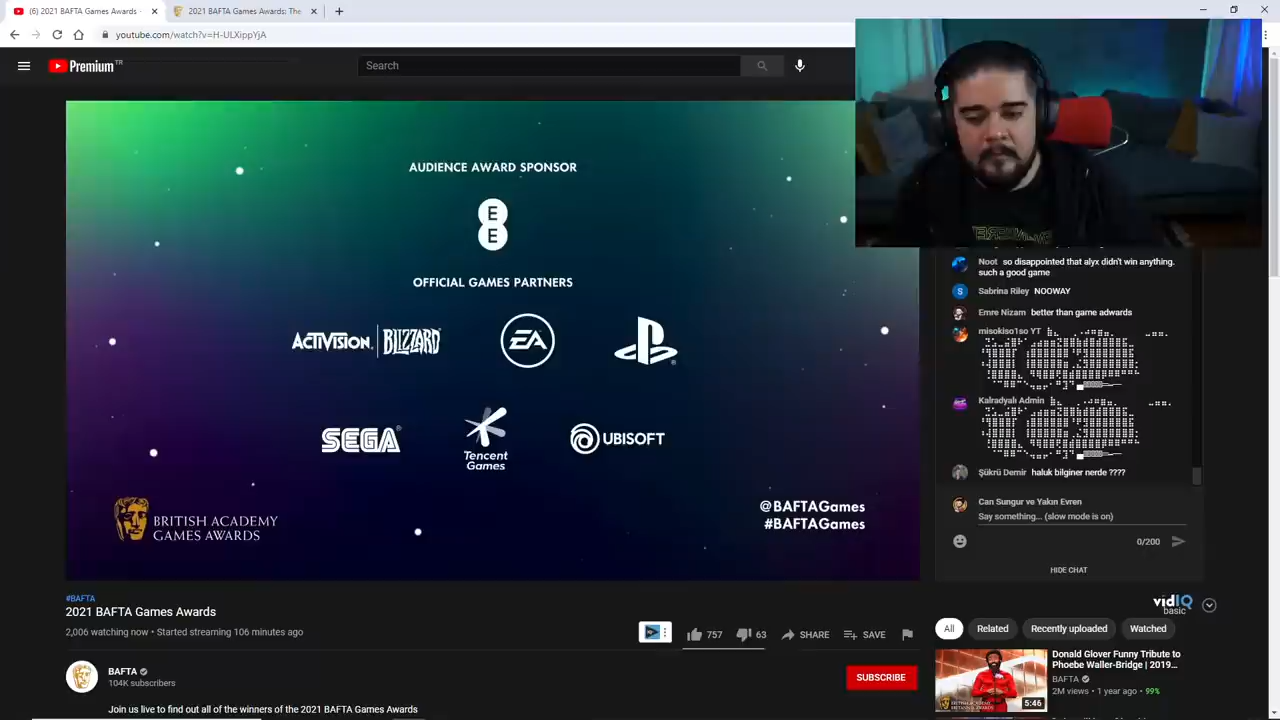 (6) 2021 BAFTA Games Awards -
2021 BAFTA Games Awards: The
youtube.com/watch?v=H-ULXippYjA
Premium TR
Search
AUDIENCE AWARD SPONSOR
E
E
OFFICIAL GAMES PARTNERS
ACTIVISION. BLIZZARD
EA
SEGA
Tencent
Games
UBISOFT
BRITISH ACADEMY
GAMES AWARDS
@BAFTAGames
#BAFTAGames
Noot so disappointed that alyx didn't win anything.
such a good game
Sabrina Riley NOOWAY
Emre Nizam better than game adwards
misokiso1so YT
Kalradyalı Admin
Şükrü Demir haluk bilginer nerde ????
Can Sungur ve Yakın Evren
Say something... (slow mode is on)
0/200
HIDE CHAT
#BAFTA
2021 BAFTA Games Awards
2,006 watching now • Started streaming 106 minutes ago
757
63
SHARE
SAVE
BAFTA
104K subscribers
SUBSCRIBE
Join us live to find out all of the winners of the 2021 BAFTA Games Awards
vidIQ
basic
All
Related
Recently uploaded
Watched
Donald Glover Funny Tribute to
Phoebe Waller-Bridge | 2019...
BAFTA
2M views • 1 year ago • 99%
5:46